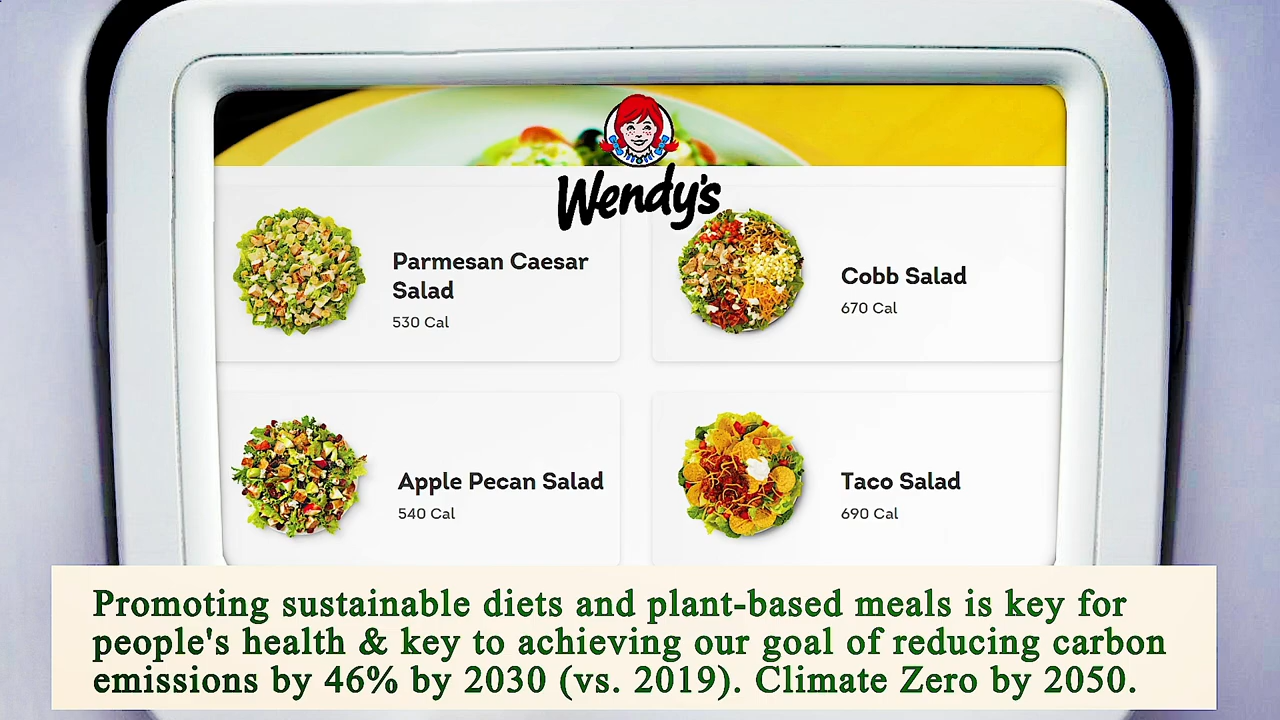 Wendy's
Parmesan Caesar
Salad
530 Cal
Cobb Salad
670 Cal
Apple Pecan Salad
540 Cal
Taco Salad
690 Cal
Promoting sustainable diets and plant-based meals is key for
people's health & key to achieving our goal of reducing carbon
emissions by 46% by 2030 (vs. 2019). Climate Zero by 2050.